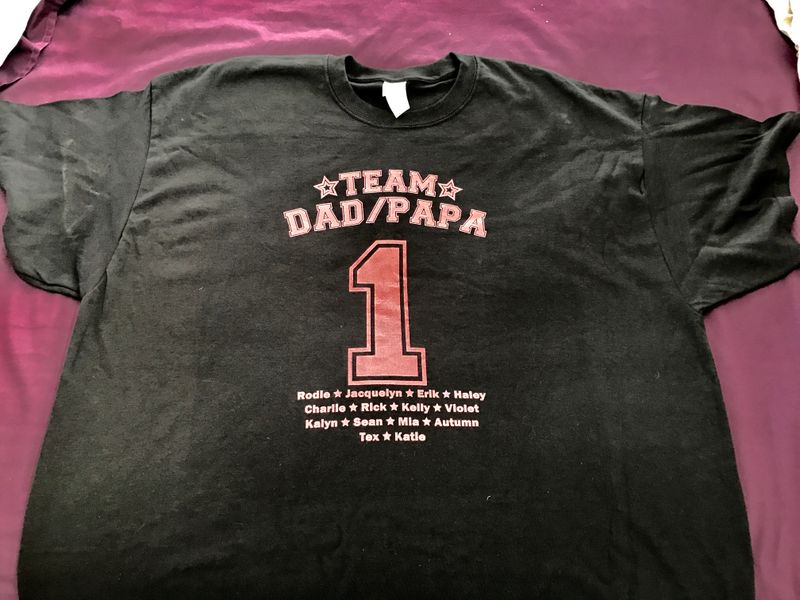 ☆TEAM☆
DAD/PAPA
1
Rodie ★ Jacquelyn ★ Erik ★ Haley
Charlie ★ Rick ★ Kelly ★ Violet
Kalyn ★ Sean ★ Mia ★ Autumn
Tex ★ Katie